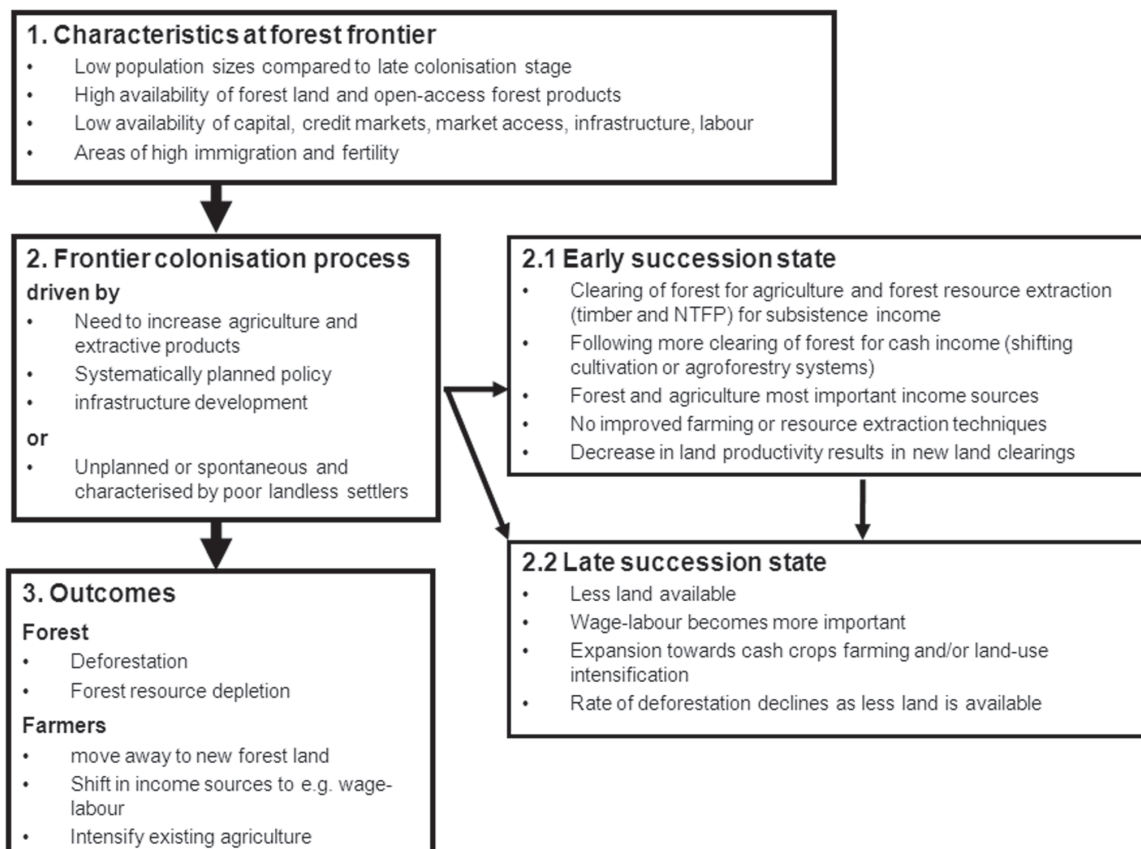 1. Characteristics at forest frontier
• Low population sizes compared to late colonisation stage
• High availability of forest land and open-access forest products
• Low availability of capital, credit markets, market access, infrastructure, labour
• Areas of high immigration and fertility
2. Frontier colonisation process
driven by
• Need to increase agriculture and
extractive products
• Systematically planned policy
• infrastructure development
or
• Unplanned or spontaneous and
characterised by poor landless settlers
2.1 Early succession state
• Clearing of forest for agriculture and forest resource extraction
(timber and NTFP) for subsistence income
• Following more clearing of forest for cash income (shifting
cultivation or agroforestry systems)
• Forest and agriculture most important income sources
• No improved farming or resource extraction techniques
• Decrease in land productivity results in new land clearings
2.2 Late succession state
• Less land available
• Wage-labour becomes more important
• Expansion towards cash crops farming and/or land-use
intensification
• Rate of deforestation declines as less land is available
3. Outcomes
Forest
• Deforestation
• Forest resource depletion
Farmers
• move away to new forest land
• Shift in income sources to e.g. wage-
labour
• Intensify existing agriculture